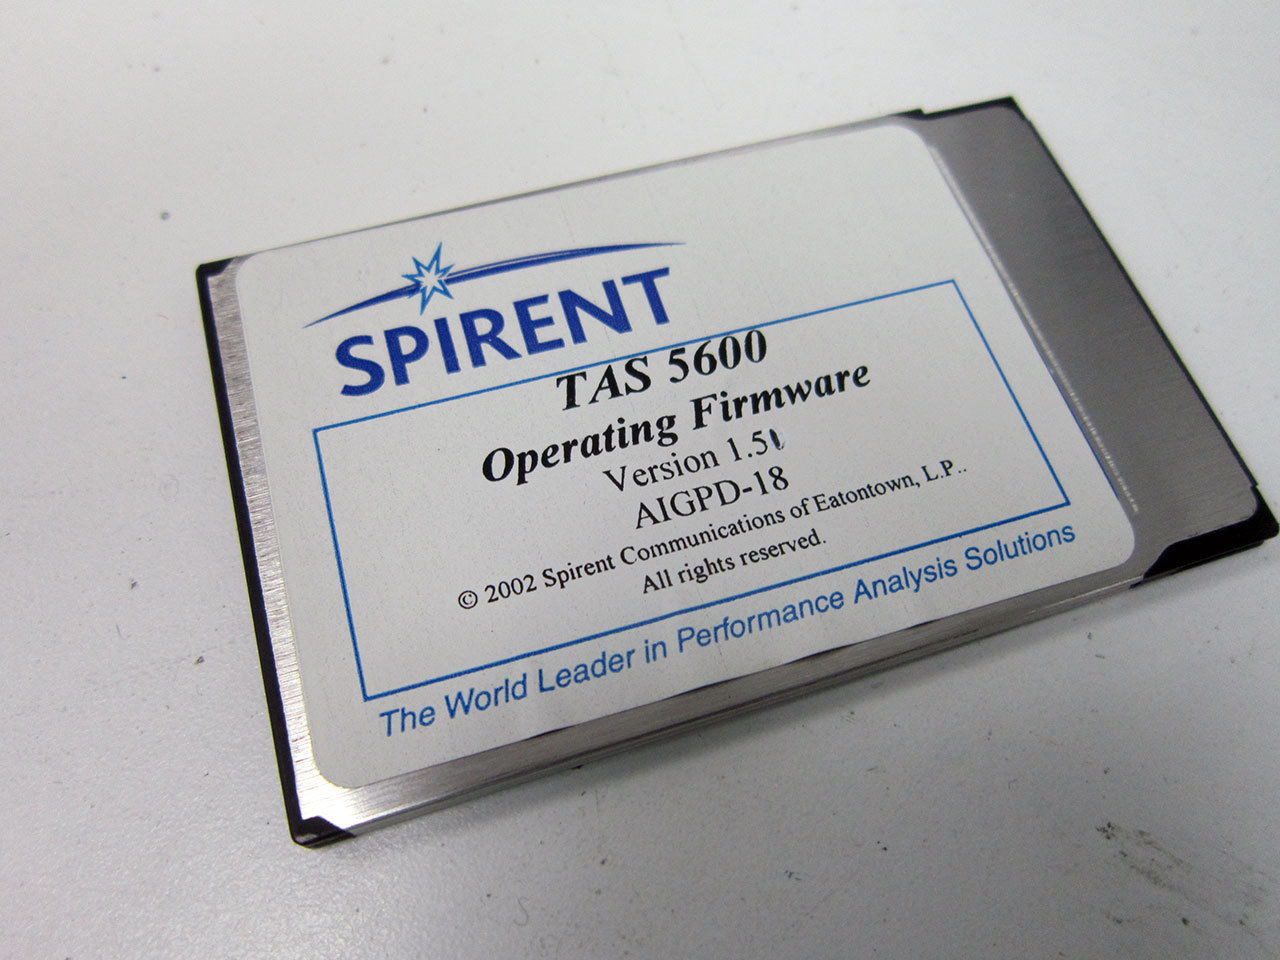 SPIRENT
TAS 5600
Operating Firmware
Version
AIGPD-18
© 2002 Spirent Communications of Eatontown, L.P..
All rights reserved.
The World Leader in Performance Analysis Solutions